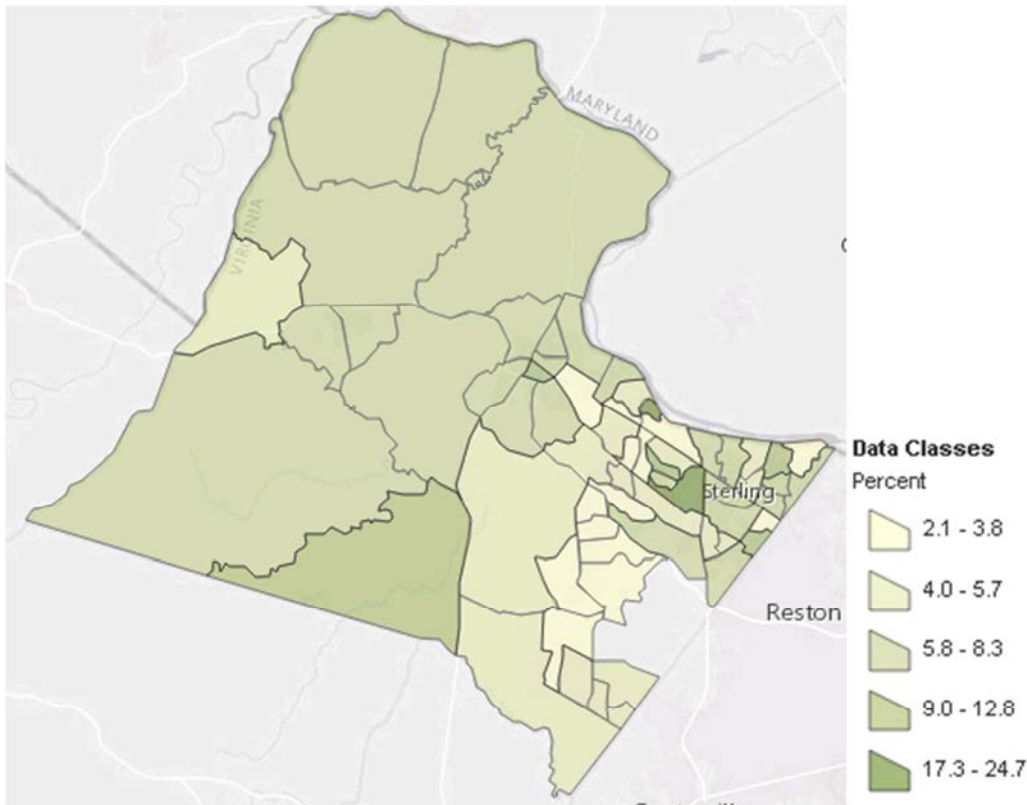 MARYLAND
VIRGINIA
Sterling
Reston
Data Classes
Percent
2.1 - 3.8
4.0 - 5.7
5.8 - 8.3
9.0 - 12.8
17.3 - 24.7